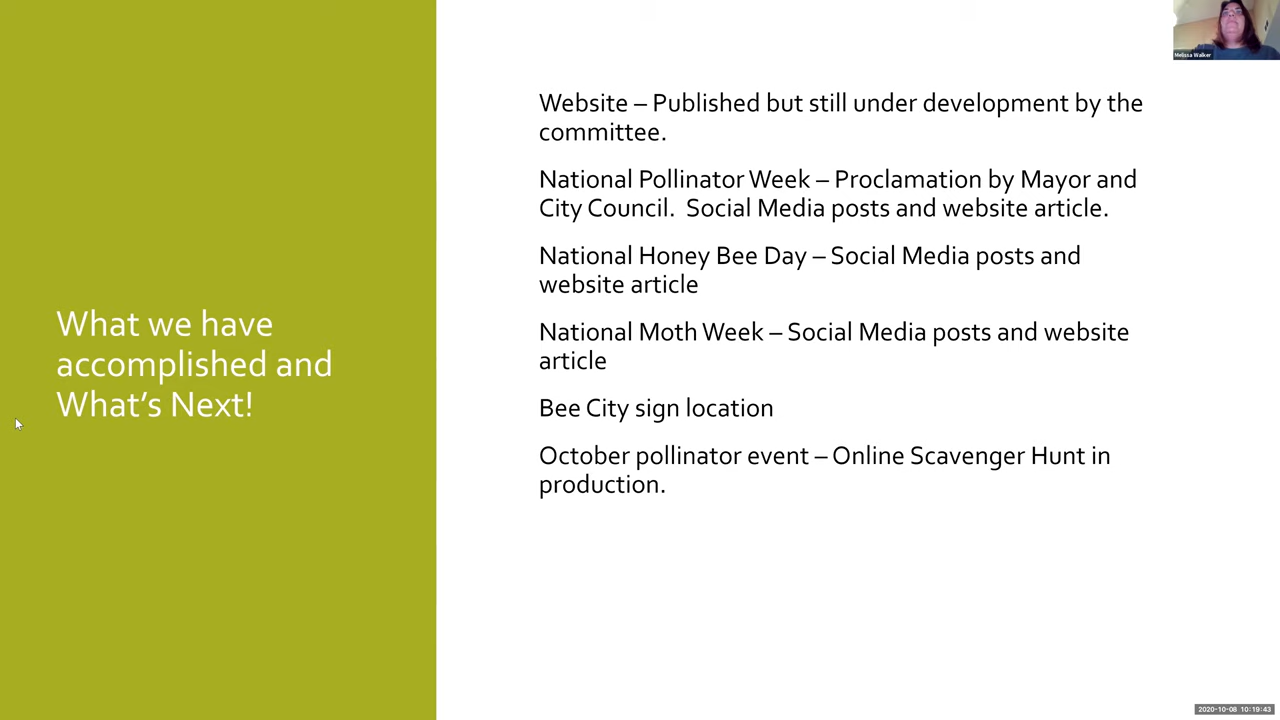 What we have
accomplished and
What's Next!
Website – Published but still under development by the
committee.
National Pollinator Week – Proclamation by Mayor and
City Council.  Social Media posts and website article.
National Honey Bee Day – Social Media posts and
website article
National Moth Week – Social Media posts and website
article
Bee City sign location
October pollinator event – Online Scavenger Hunt in
production.
Melissa Walker
2020-10-08 10:19:43